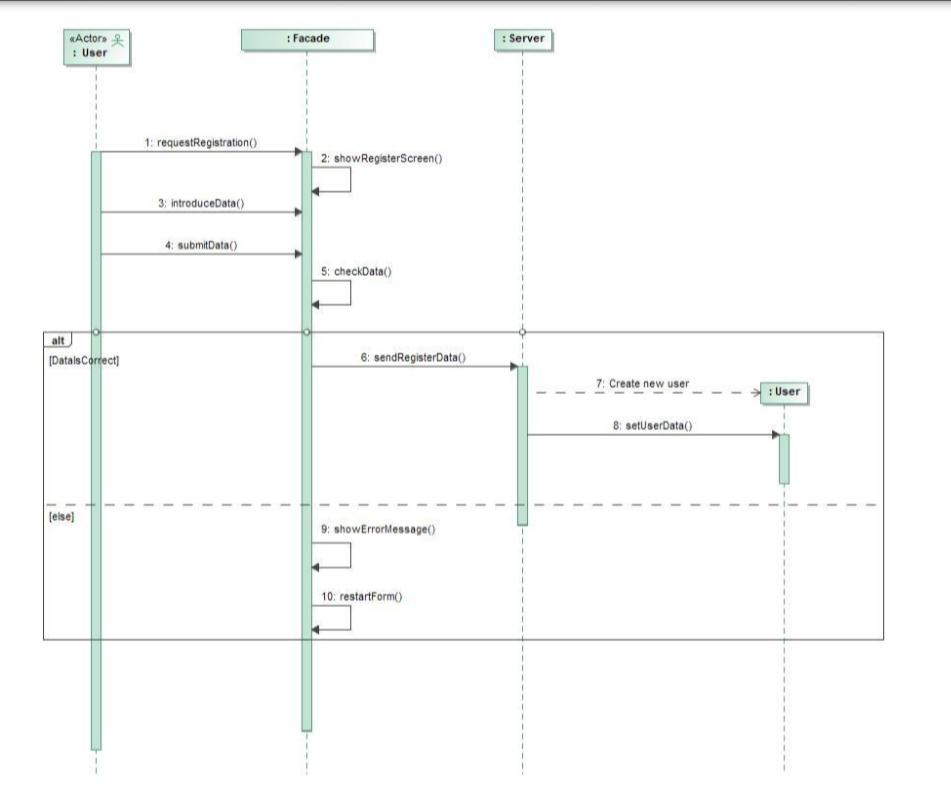 «Actor»
: User
: Facade
: Server
1: requestRegistration()
2: showRegisterScreen()
3: introduceData()
4: submitData()
5: checkData()
alt
[DataIsCorrect]
6: sendRegisterData()
7: Create new user
: User
8: setUserData()
[else]
9: showErrorMessage()
10: restartForm()